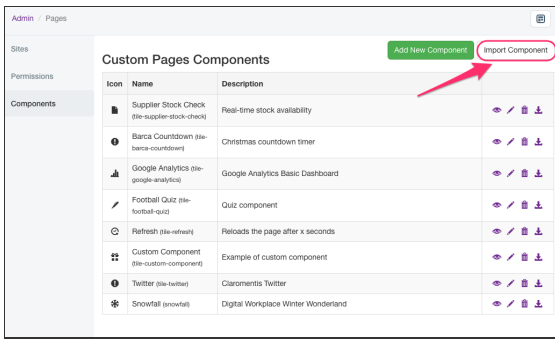 Admin / Pages
Sites
Permissions
Components
Custom Pages Components
Add New Component
Import Component
Icon Name Description
Supplier Stock Check
(tile-supplier-stock-check)
Real-time stock availability
Barca Countdown (tile-
barca-countdown)
Christmas countdown timer
Google Analytics (tile-
google-analytics)
Google Analytics Basic Dashboard
Football Quiz (tile-
football-quiz)
Quiz component
Refresh (tile-refresh) Reloads the page after x seconds
Custom Component
(tile-custom-component)
Example of custom component
Twitter (tile-twitter) Claromentis Twitter
Snowfall (snowfall) Digital Workplace Winter Wonderland